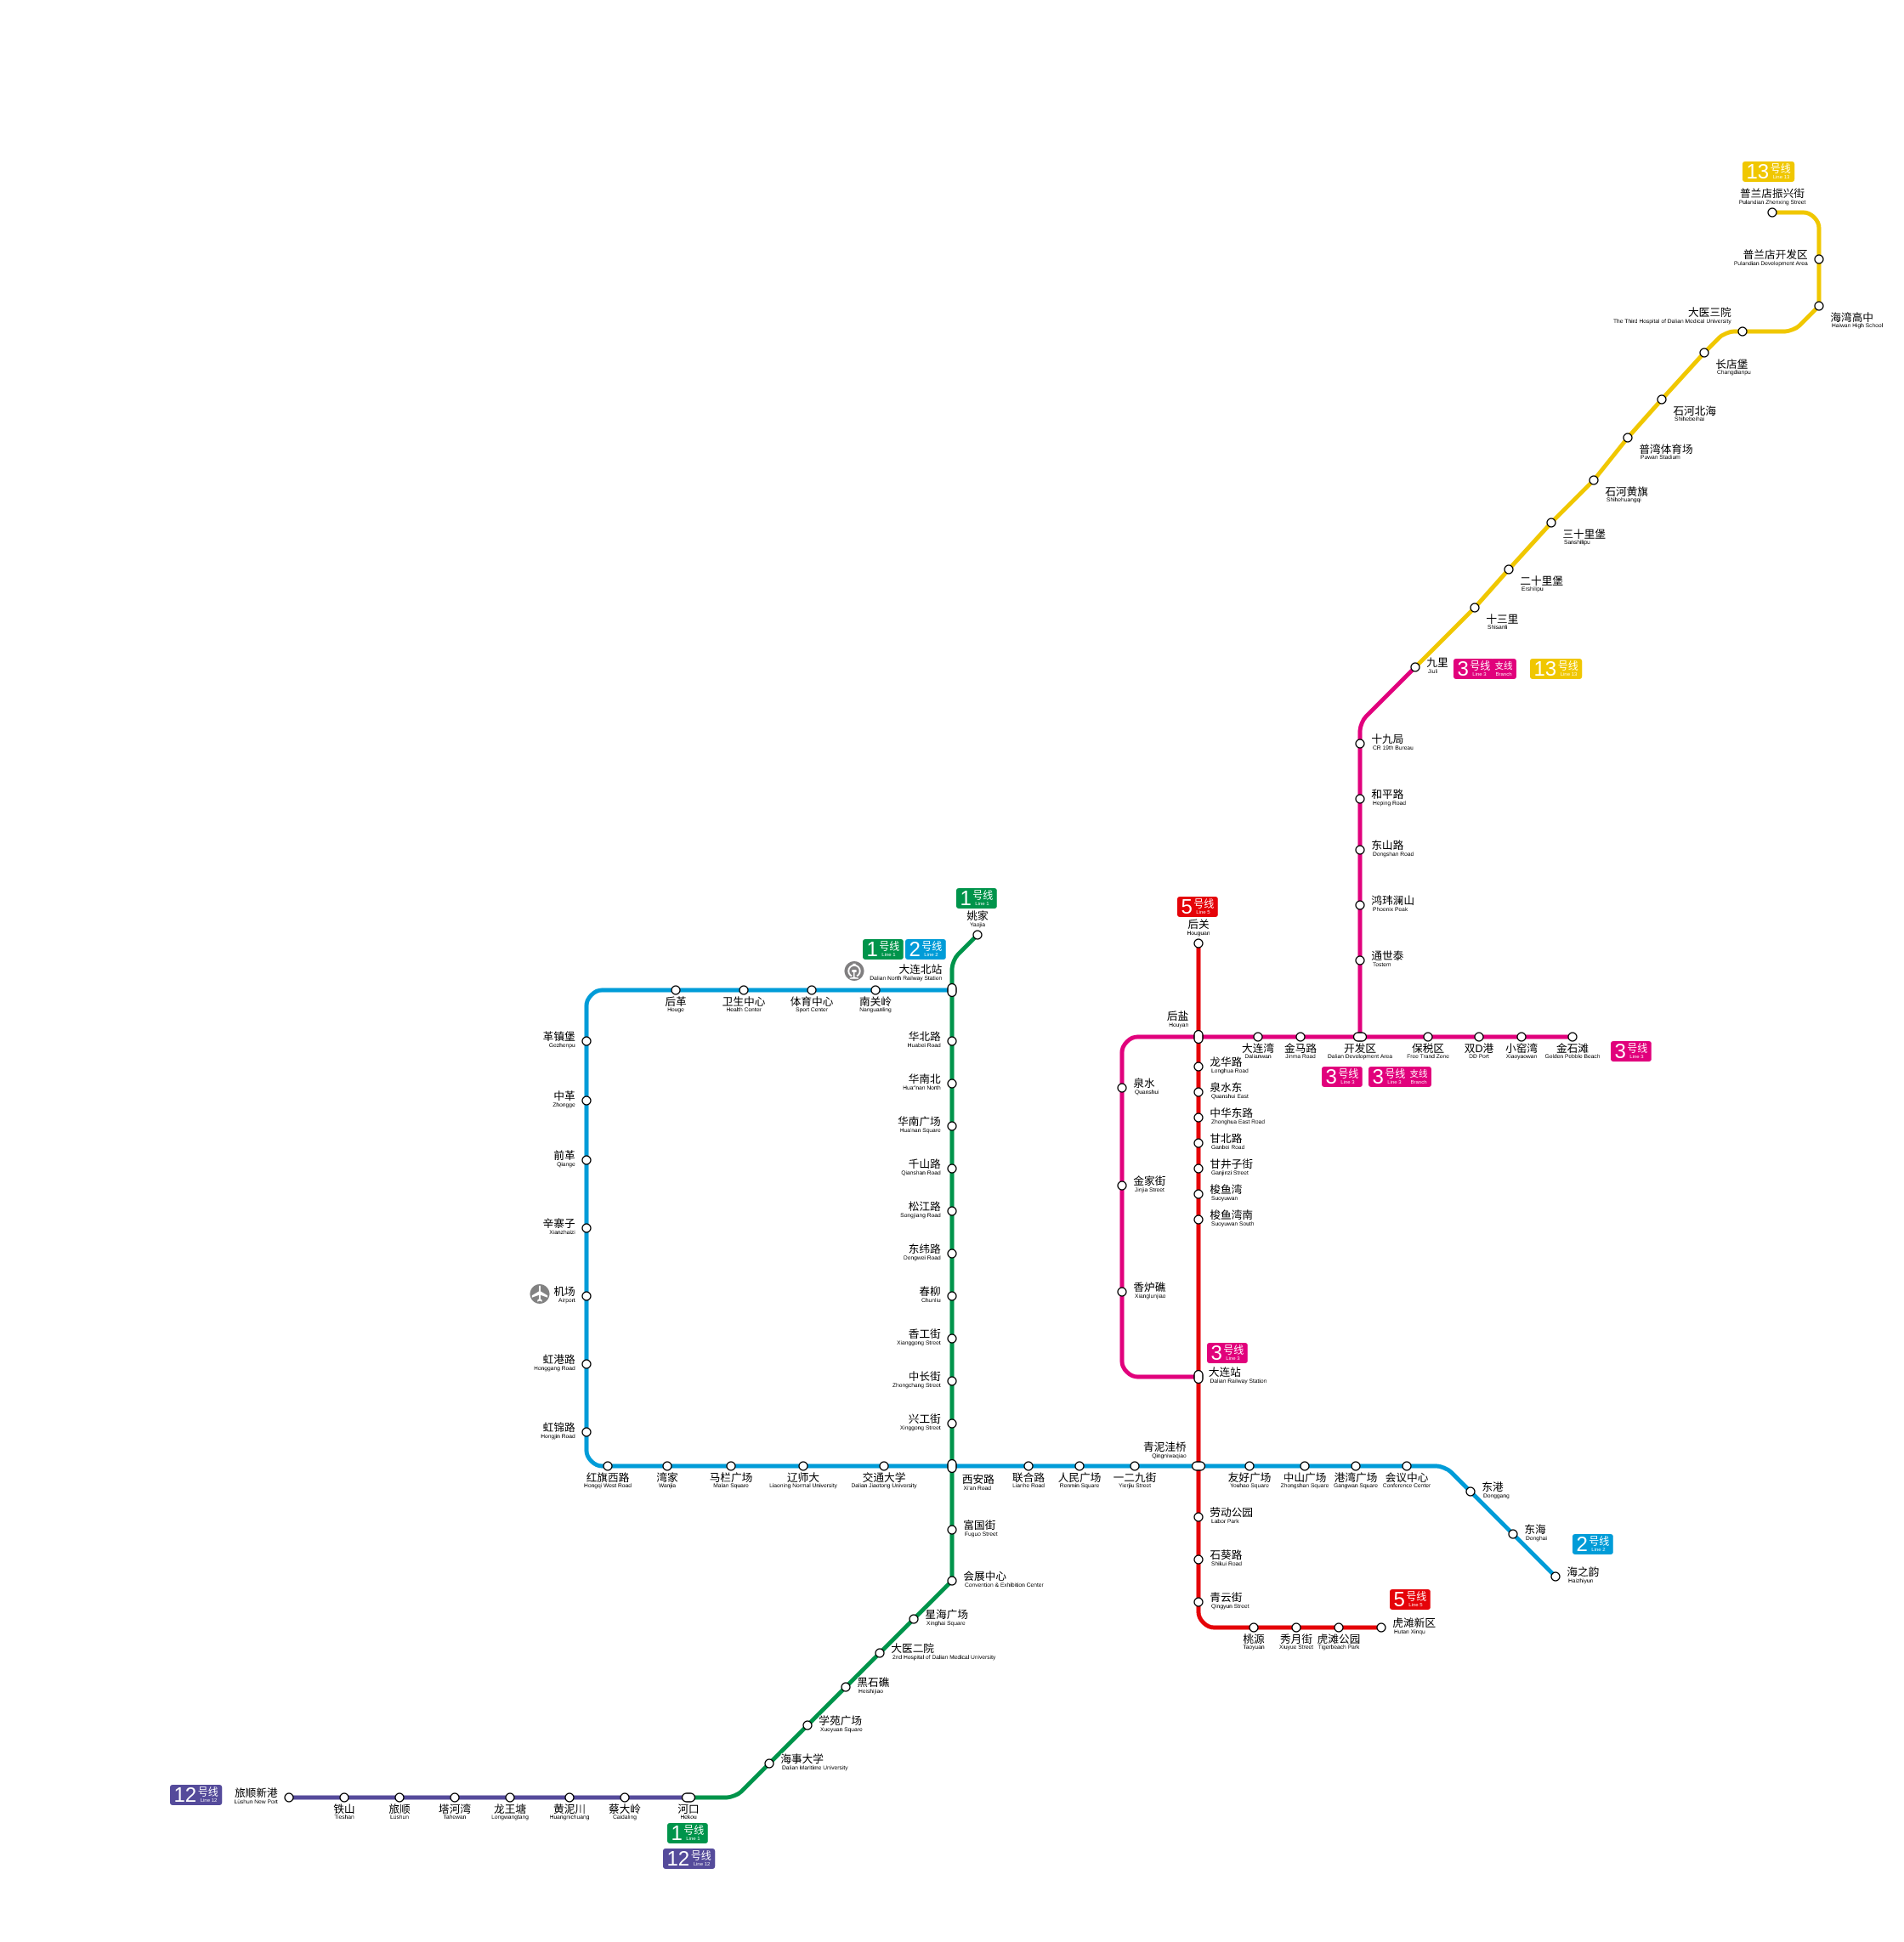 13号线
Line 13
普兰店振兴街
Pulandian Zhenxing Street
普兰店开发区
Pulandian Development Area
海湾高中
Haiwan High School
大医三院
The Third Hospital of Dalian Medical University
长店堡
Changdianpu
石河北海
Shihebeihai
普湾体育场
Puwan Stadium
石河黄旗
Shihehuangqi
三十里堡
Sanshilipu
二十里堡
Ershilipu
十三里
Shisanli
九里
Jiuli
3号线 支线
Line 3 Branch
13号线
Line 13
十九局
CR 19th Bureau
和平路
Heping Road
东山路
Dongshan Road
鸿玮澜山
Phoenix Peak
通世泰
Tostem
1号线
Line 1
姚家
Yaojia
1号线
Line 1
2号线
Line 2
大连北站
Dalian North Railway Station
后革
Houge
卫生中心
Health Center
体育中心
Sport Center
南关岭
Nanguanling
革镇堡
Gezhenpu
中革
Zhongge
前革
Qiange
辛寨子
Xianzhaizi
机场
Airport
虹港路
Honggang Road
虹锦路
Hongjin Road
华北路
Huabei Road
华南北
Hua'nan North
华南广场
Hua'nan Square
千山路
Qianshan Road
松江路
Songjiang Road
东纬路
Dongwei Road
春柳
Chunliu
香工街
Xianggong Street
中长街
Zhongchang Street
兴工街
Xinggong Street
5号线
Line 5
后关
Houguan
后盐
Houyan
大连湾
Dalianwan
金马路
Jinma Road
开发区
Dalian Development Area
保税区
Free Trand Zone
双D港
DD Port
小窑湾
Xiaoyaowan
金石滩
Golden Pebble Beach
3号线
Line 3
3号线
Line 3
3号线 支线
Line 3 Branch
泉水
Quanshui
金家街
Jinjia Street
香炉礁
Xianglunjiao
龙华路
Longhua Road
泉水东
Quanshui East
中华东路
Zhonghua East Road
甘北路
Ganbei Road
甘井子街
Ganjinzi Street
梭鱼湾
Suoyuwan
梭鱼湾南
Suoyuwan South
3号线
Line 3
大连站
Dalian Railway Station
青泥洼桥
Qingniwaqiao
红旗西路
Hongqi West Road
湾家
Wanjia
马栏广场
Malan Square
辽师大
Liaoning Normal University
交通大学
Dalian Jiaotong University
西安路
Xi'an Road
联合路
Lianhe Road
人民广场
Renmin Square
一二九街
Yierjiu Street
友好广场
Youhao Square
中山广场
Zhongshan Square
港湾广场
Gangwan Square
会议中心
Conference Center
东港
Donggang
东海
Donghai
2号线
Line 2
海之韵
Haizhiyun
劳动公园
Labor Park
石葵路
Shikui Road
青云街
Qingyun Street
桃源
Taoyuan
秀月街
Xiuyue Street
虎滩公园
Tigerbeach Park
5号线
Line 5
虎滩新区
Hutan Xinqu
富国街
Fuguo Street
会展中心
Convention & Exhibition Center
星海广场
Xinghai Square
大医二院
2nd Hospital of Dalian Medical University
黑石礁
Heishijiao
学苑广场
Xueyuan Square
海事大学
Dalian Maritime University
12号线
Line 12
旅顺新港
Lüshun New Port
铁山
Tieshan
旅顺
Lüshun
塔河湾
Tahewan
龙王塘
Longwangtang
黄泥川
Huangnichuang
蔡大岭
Caidaling
河口
Hekou
1号线
Line 1
12号线
Line 12